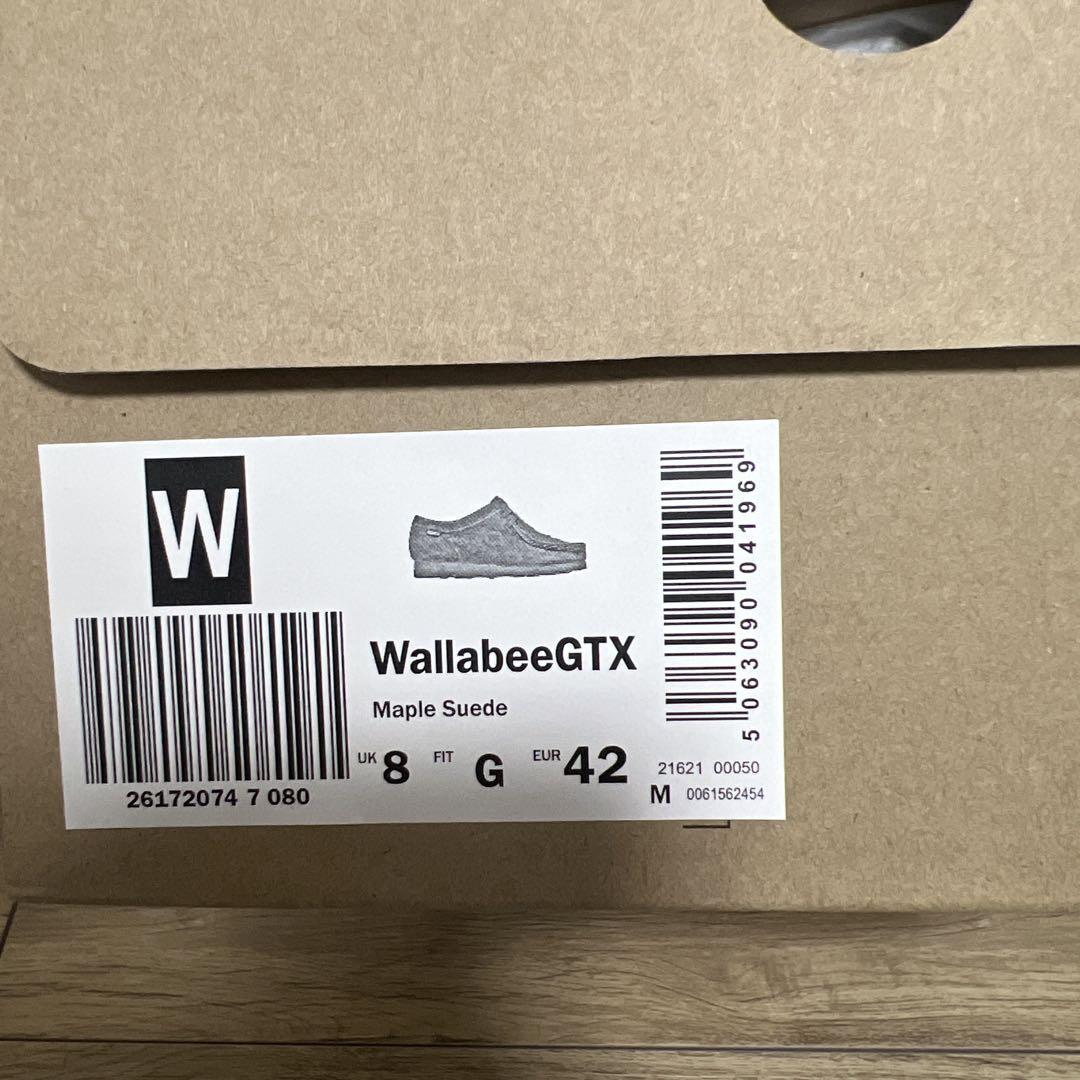 W
26172074 7 080
WallabeeGTX
Maple Suede
UK 8 FIT G EUR 42
5 063090 041969
21621 00050
M 0061562454